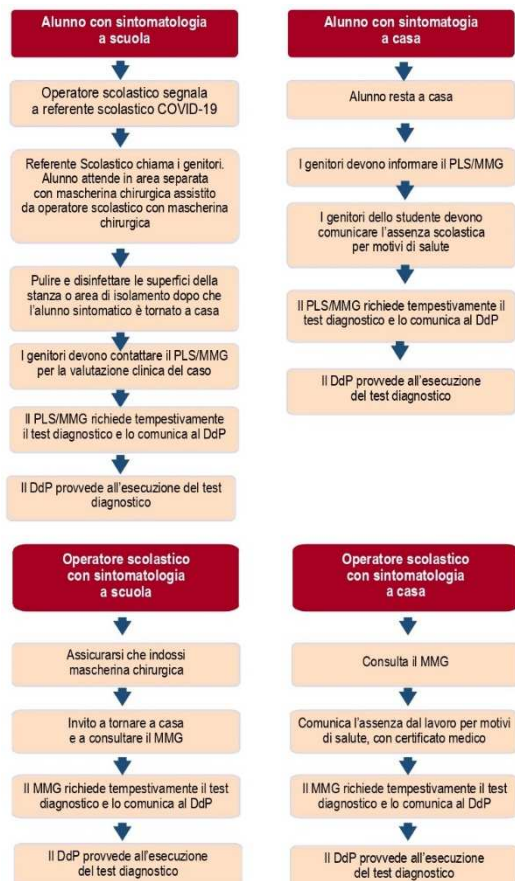 Alunno con sintomatologia
a scuola
Operatore scolastico segnala
a referente scolastico COVID-19
Referente Scolastico chiama i genitori.
Alunno attende in area separata
con mascherina chirurgica assistito
da operatore scolastico con mascherina
chirurgica
Pulire e disinfettare le superfici della
stanza o area di isolamento dopo che
l'alunno sintomatico è tornato a casa
I genitori devono contattare il PLS/MMG
per la valutazione clinica del caso
Il PLS/MMG richiede tempestivamente
il test diagnostico e lo comunica al DdP
Il DdP provvede all'esecuzione del test
diagnostico
Alunno con sintomatogia
a casa
Alunno resta a casa
I genitori devono informare il PLS/MMG
I genitori dello studente devono
comunicare l'assenza scolastica
per motivi di salute
Il PLS/MMG richiede tempestivamente il
test diagnostico e lo comunica al DdP
Il DdP provvede all'esecuzione
del test diagnostico
Operatore scolastico
con sintomatologia
a scuola
Assicurarsi che indossi
mascherina chirurgica
Invito a tornare a casa
e a consultare il MMG
Il MMG richiede tempestivamente il test
diagnostico e lo comunica al DdP
Il DdP provvede all'esecuzione
del test diagnostico
Operatore scolastico
con sintomatologia
a casa
Consulta il MMG
Comunica l'assenza dal lavoro per motivi
di salute, con certificato medico
Il MMG richiede tempestivamente il test
diagnostico e lo comunica al DdP
Il DdP provvede all'esecuzione
del test diagnostico